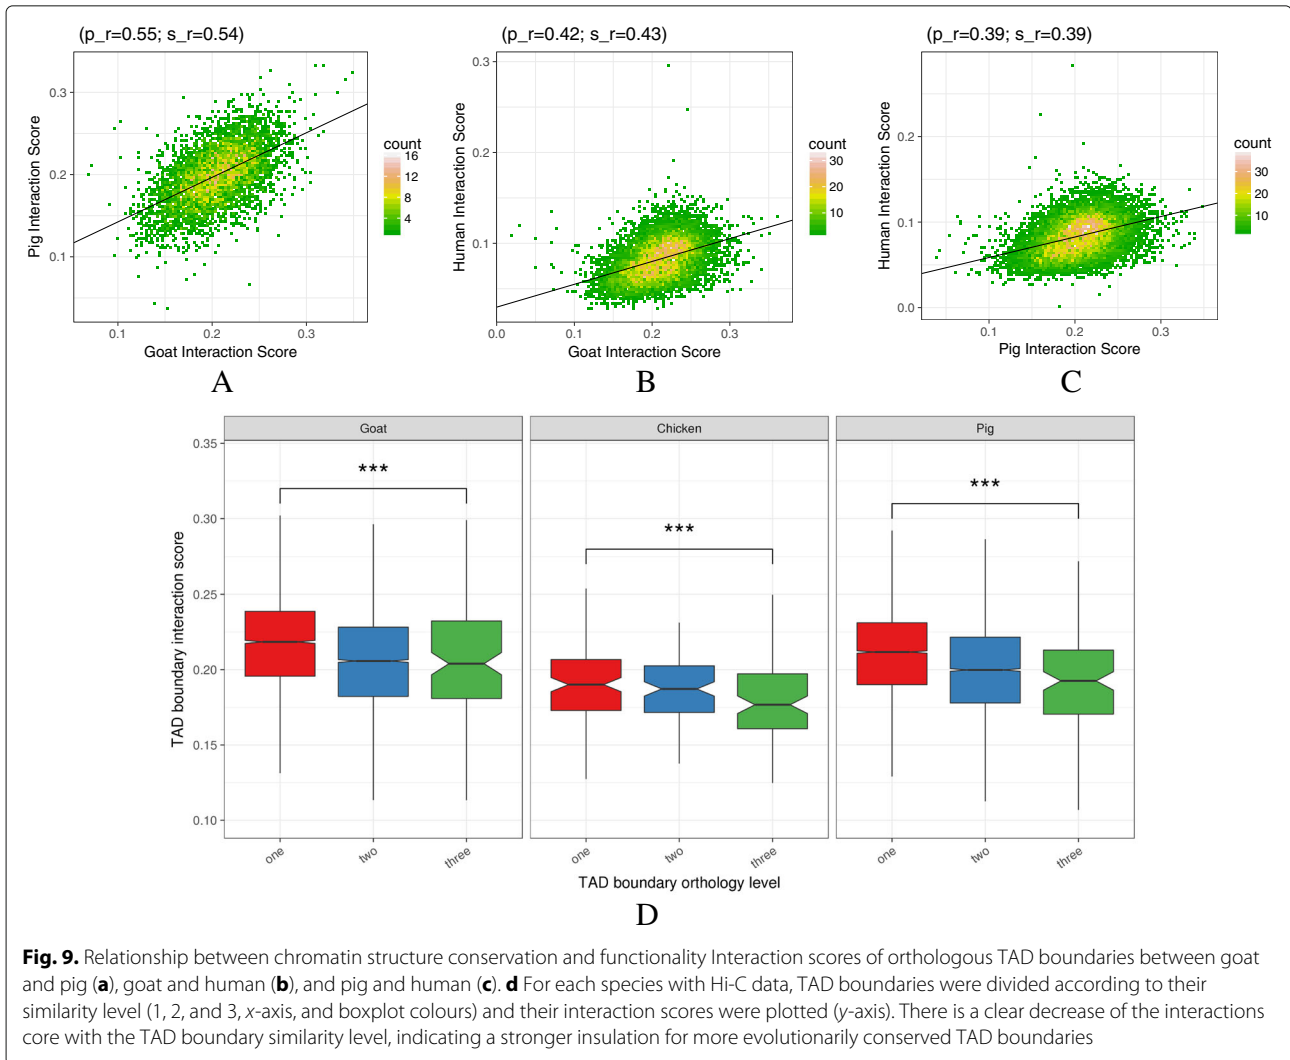 (p_r=0.55; s_r=0.54)
(p_r=0.42; s_r=0.43)
(p_r=0.39; s_r=0.39)
Pig Interaction Score
0.3
0.2
0.1
0.1
0.2
0.3
Goat Interaction Score
count
16
12
8
4
A
Human Interaction Score
0.3
0.2
0.1
0.0
0.1
0.2
0.3
Goat Interaction Score
count
30
20
10
B
Human Interaction Score
0.2
0.1
0.0
0.1
0.2
0.3
Pig Interaction Score
count
30
20
10
C
Goat
Chicken
Pig
TAD boundary interaction score
0.35
0.30
0.25
0.20
0.15
0.10
***
***
***
one
two
three
one
two
three
one
two
three
TAD boundary orthology level
D
Fig. 9. Relationship between chromatin structure conservation and functionality Interaction scores of orthologous TAD boundaries between goat
and pig (a), goat and human (b), and pig and human (c). d For each species with Hi-C data, TAD boundaries were divided according to their
similarity level (1, 2, and 3, x-axis, and boxplot colours) and their interaction scores were plotted (y-axis). There is a clear decrease of the interactions
core with the TAD boundary similarity level, indicating a stronger insulation for more evolutionarily conserved TAD boundaries